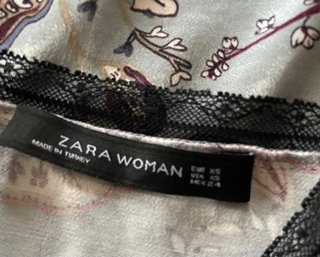 ZARA WOMAN
MADE IN TURKEY
EUR XS
USA XS
MEX 24